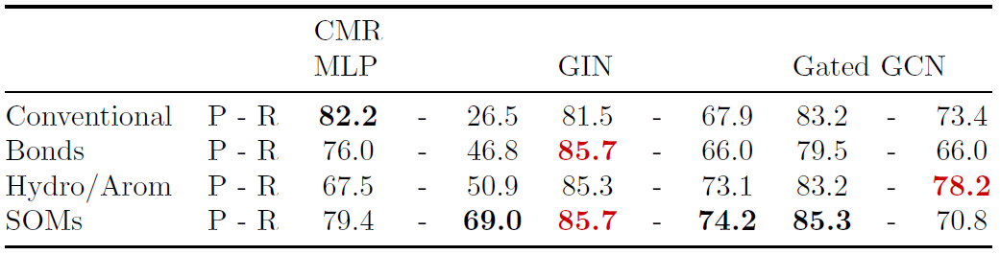 CMR
MLP GIN Gated GCN
Conventional P - R 82.2 - 26.5 81.5 - 67.9 83.2 - 73.4
Bonds P - R 76.0 - 46.8 85.7 - 66.0 79.5 - 66.0
Hydro/Arom P - R 67.5 - 50.9 85.3 - 73.1 83.2 - 78.2
SOMs P - R 79.4 - 69.0 85.7 - 74.2 85.3 - 70.8